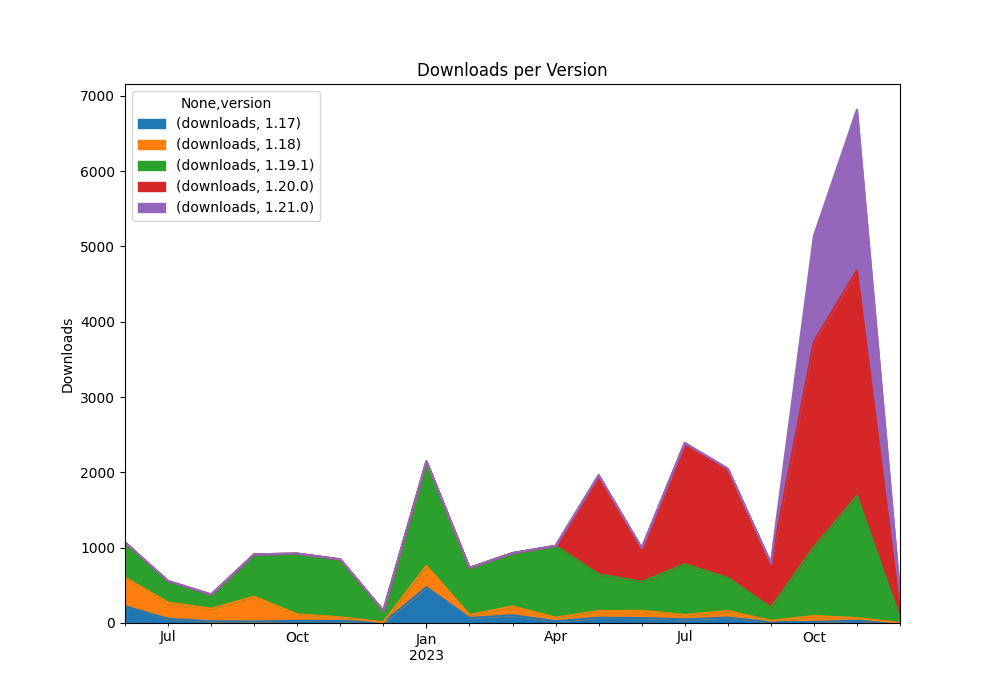 Downloads per Version
None,version
(downloads, 1.17)
(downloads, 1.18)
(downloads, 1.19.1)
(downloads, 1.20.0)
(downloads, 1.21.0)
7000
6000
5000
4000
3000
2000
1000
0
Downloads
Jul
Oct
Jan
2023
Apr
Jul
Oct